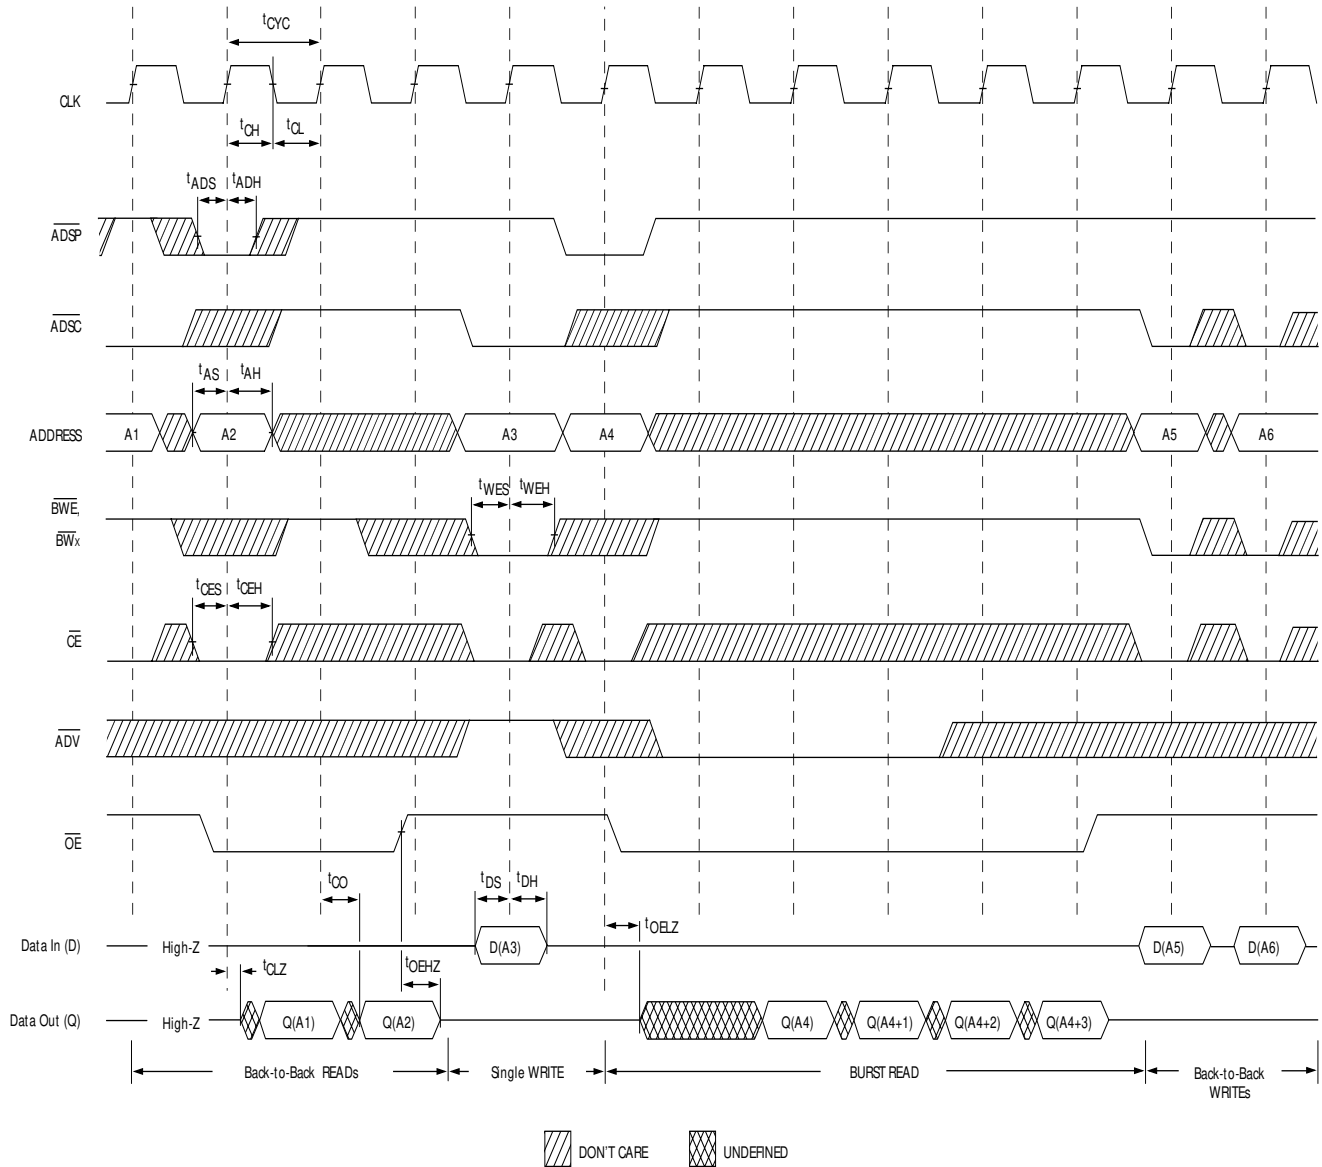 tCYC
CLK
tCH
tCL
tADS
tADH
ADSP
ADSC
tAS
tAH
ADDRESS
A1
A2
A3
A4
A5
A6
tWES
tWEH
BWE,
BWx
tCES
tCEH
CE
ADV
OE
tCO
tDS
tDH
tOELZ
Data In (D)
High-Z
D(A3)
D(A5)
D(A6)
tCLZ
tOEHZ
Data Out (Q)
High-Z
Q(A1)
Q(A2)
Q(A4)
Q(A4+1)
Q(A4+2)
Q(A4+3)
Back-to-Back READs
Single WRITE
BURST READ
Back-to-Back
WRITEs
DON'T CARE
UNDEFINED